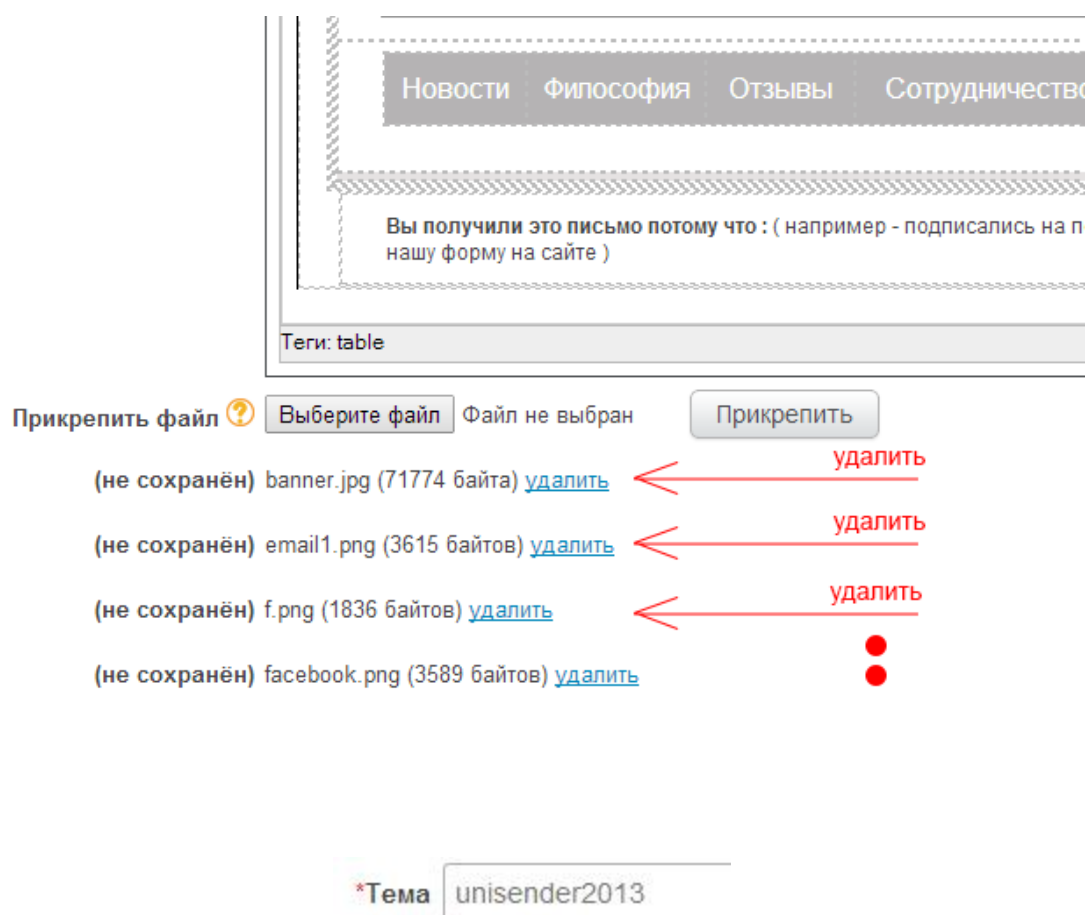 Новости Философия Отзывы Сотрудничество
Вы получили это письмо потому что : ( например - подписались на
нашу форму на сайте )
Теги: table
Прикрепить файл ? Выберите файл Файл не выбран Прикрепить
удалить
(не сохранён) banner.jpg (71774 байта) удалить
удалить
(не сохранён) email1.png (3615 байтов) удалить
удалить
(не сохранён) f.png (1836 байтов) удалить
(не сохранён) facebook.png (3589 байтов) удалить
*Тема unisender2013